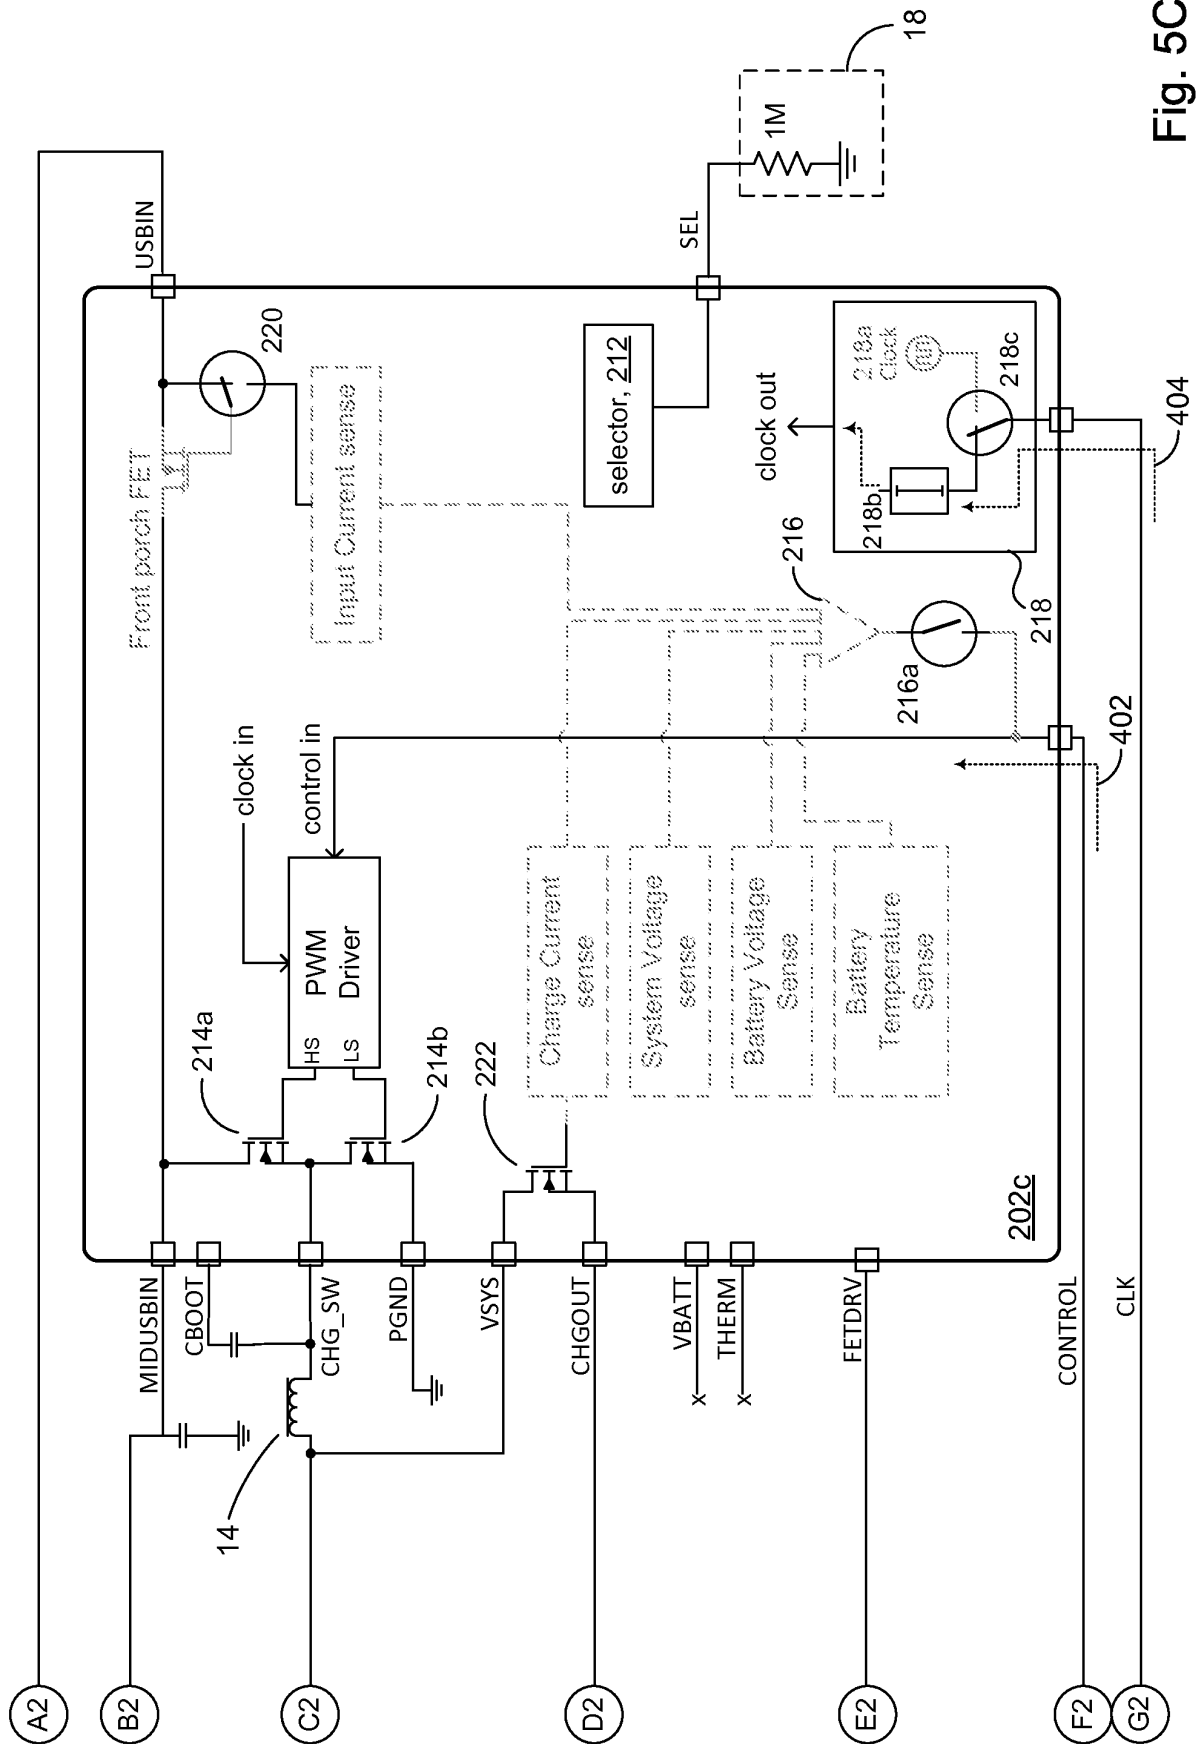 Fig. 5C
A2
B2
C2
D2
E2
F2
G2
USBIN
SEL
18
1M
220
Front porch FET
Input Current sense
selector, 212
clock out
218a
Clock
218c
218b
218
404
216
216a
402
clock in
control in
PWM
Driver
HS
LS
214a
214b
222
Charge Current
sense
System Voltage
sense
Battery Voltage
Sense
Battery
Temperature
Sense
202c
MIDUSBIN
CBOOT
CHG_SW
PGND
VSYS
CHGOUT
VBATT
x
THERM
x
FETDRV
CONTROL
CLK
14